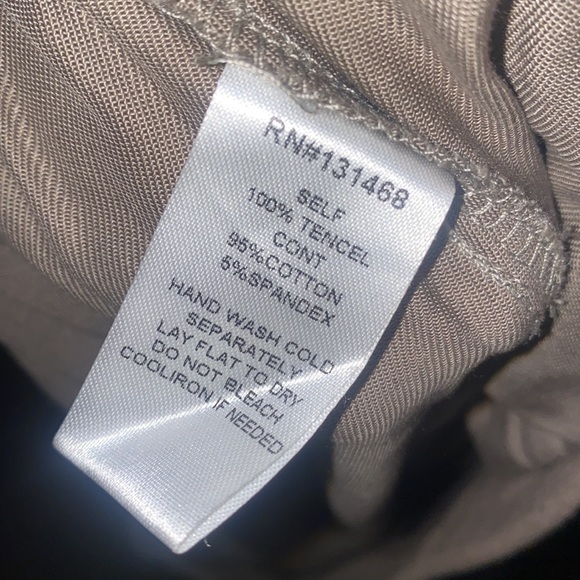 RN#131468
SELF
100% TENCEL
CONT
95%COTTON
5%SPANDEX
HAND WASH COLD
SEPARATELY
LAY FLAT TO DRY
DO NOT BLEACH
COOLIRON IF NEEDED